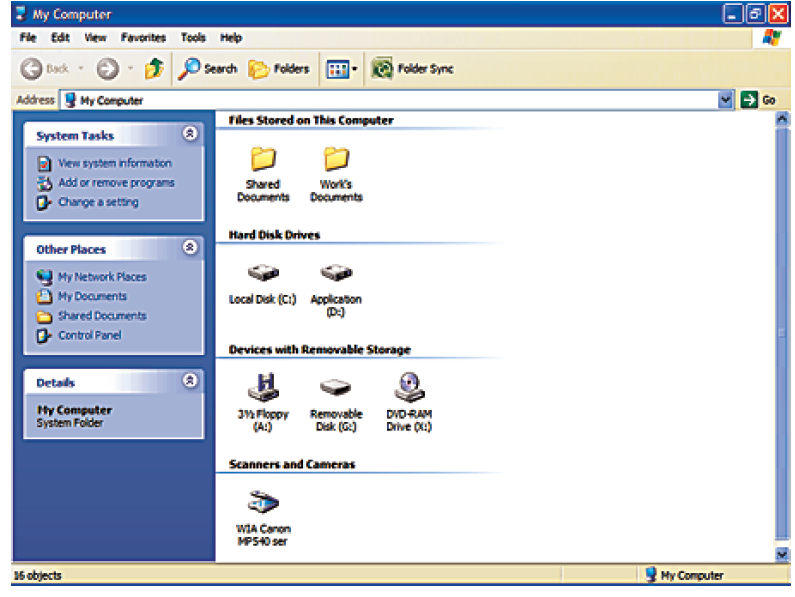 My Computer
File Edit View Favorites Tools Help
Back Search Folders Folder Sync
Address My Computer Go
System Tasks
View system information
Add or remove programs
Change a setting
Other Places
My Network Places
My Documents
Shared Documents
Control Panel
Details
My Computer
System Folder
Files Stored on This Computer
Shared Work's
Documents Documents
Hard Disk Drives
Local Disk (C:) Application
(D:)
Devices with Removable Storage
3½ Floppy Removable DVD-RAM
(A:) Disk (G:) Drive (X:)
Scanners and Cameras
WIA Canon
MP540 ser
16 objects My Computer